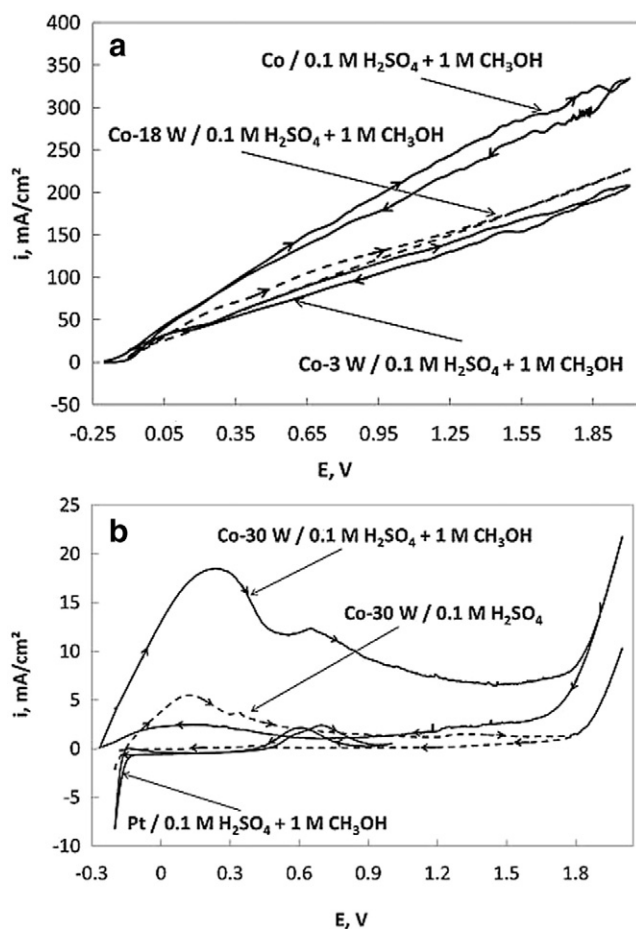 a
400
350
300
250
200
150
100
50
0
-50
i, mA/cm²
Co / 0.1 M H₂SO₄ + 1 M CH₃OH
Co-18 W / 0.1 M H₂SO₄ + 1 M CH₃OH
Co-3 W / 0.1 M H₂SO₄ + 1 M CH₃OH
-0.25 0.05 0.35 0.65 0.95 1.25 1.55 1.85
E, V
b
25
20
15
10
5
0
-5
-10
i, mA/cm²
Co-30 W / 0.1 M H₂SO₄ + 1 M CH₃OH
Co-30 W / 0.1 M H₂SO₄
Pt / 0.1 M H₂SO₄ + 1 M CH₃OH
-0.3 0 0.3 0.6 0.9 1.2 1.5 1.8
E, V